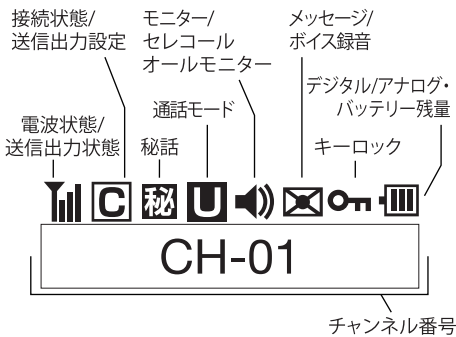 接続状態/
送信出力設定
モニター/
セレコール
オールモニター
メッセージ/
ボイス録音
デジタル/アナログ・
バッテリー残量
電波状態/
送信出力状態
秘話
通話モード
キーロック
C 秘 U
CH-01
チャンネル番号